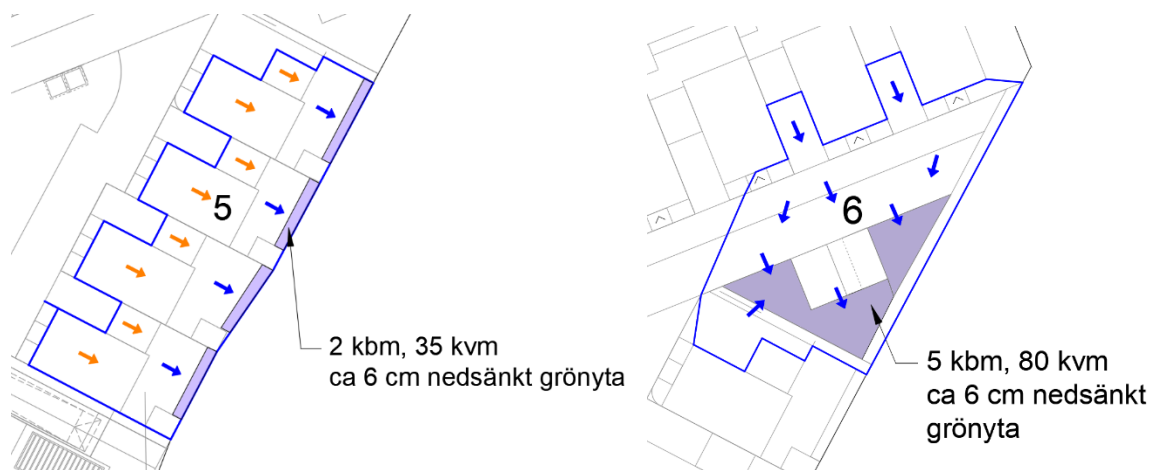 5
2 kbm, 35 kvm
ca 6 cm nedsänkt grönyta
6
5 kbm, 80 kvm
ca 6 cm nedsänkt
grönyta